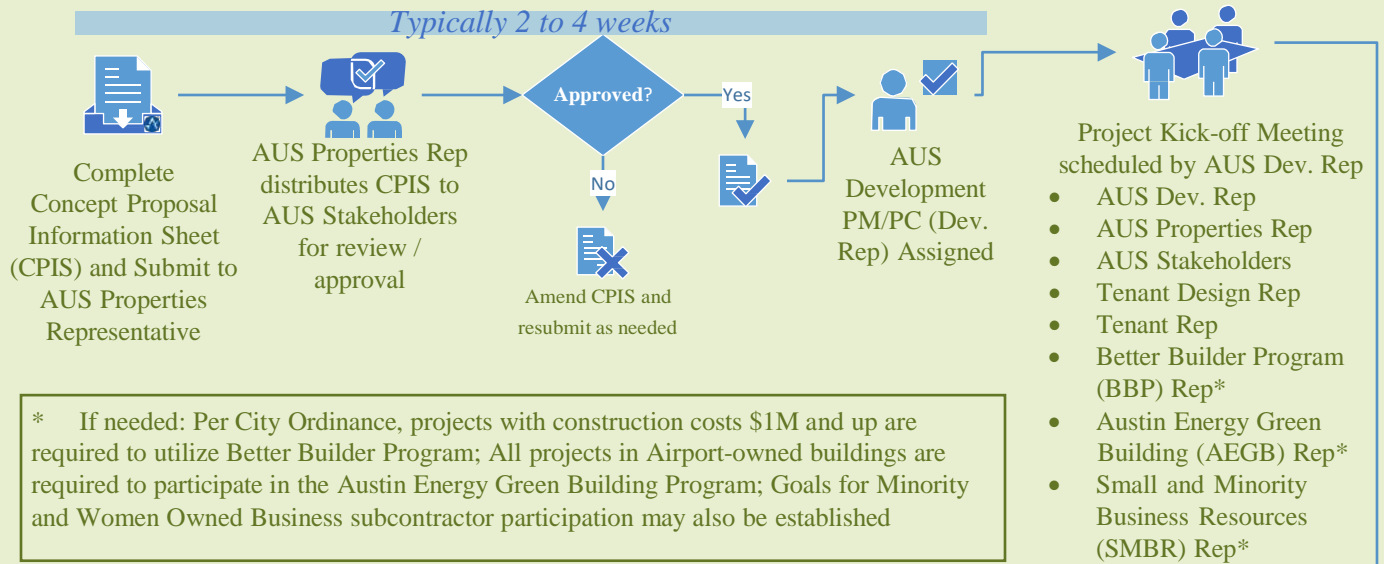 Typically 2 to 4 weeks
Complete
Concept Proposal
Information Sheet
(CPIS) and Submit to
AUS Properties
Representative
AUS Properties Rep
distributes CPIS to
AUS Stakeholders
for review /
approval
Approved?
Yes
No
Amend CPIS and
resubmit as needed
AUS
Development
PM/PC (Dev.
Rep) Assigned
Project Kick-off Meeting
scheduled by AUS Dev. Rep
• AUS Dev. Rep
• AUS Properties Rep
• AUS Stakeholders
• Tenant Design Rep
• Tenant Rep
• Better Builder Program
(BBP) Rep*
• Austin Energy Green
Building (AEGB) Rep*
• Small and Minority
Business Resources
(SMBR) Rep*
* If needed: Per City Ordinance, projects with construction costs $1M and up are
required to utilize Better Builder Program; All projects in Airport-owned buildings are
required to participate in the Austin Energy Green Building Program; Goals for Minority
and Women Owned Business subcontractor participation may also be established